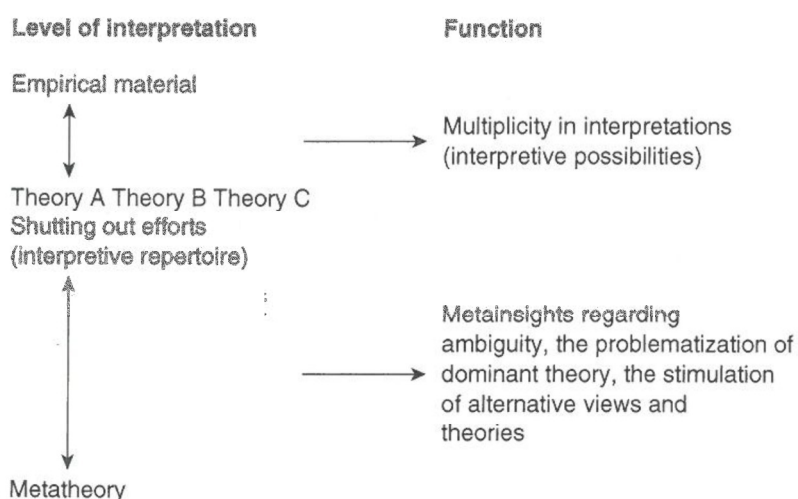 Level of interpretation
Function
Empirical material
Multiplicity in interpretations
(interpretive possibilities)
Theory A Theory B Theory C
Shutting out efforts
(interpretive repertoire)
Metainsights regarding
ambiguity, the problematization of
dominant theory, the stimulation
of alternative views and
theories
Metatheory